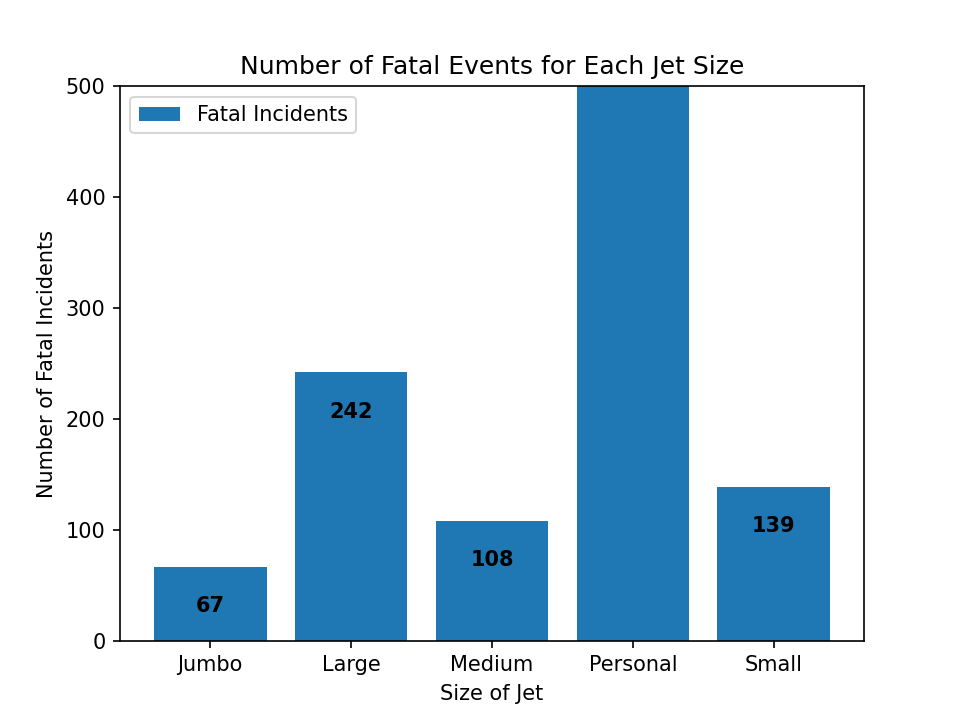 Number of Fatal Events for Each Jet Size
Fatal Incidents
500
400
300
200
100
0
Number of Fatal Incidents
67
242
108
139
Jumbo Large Medium Personal Small
Size of Jet